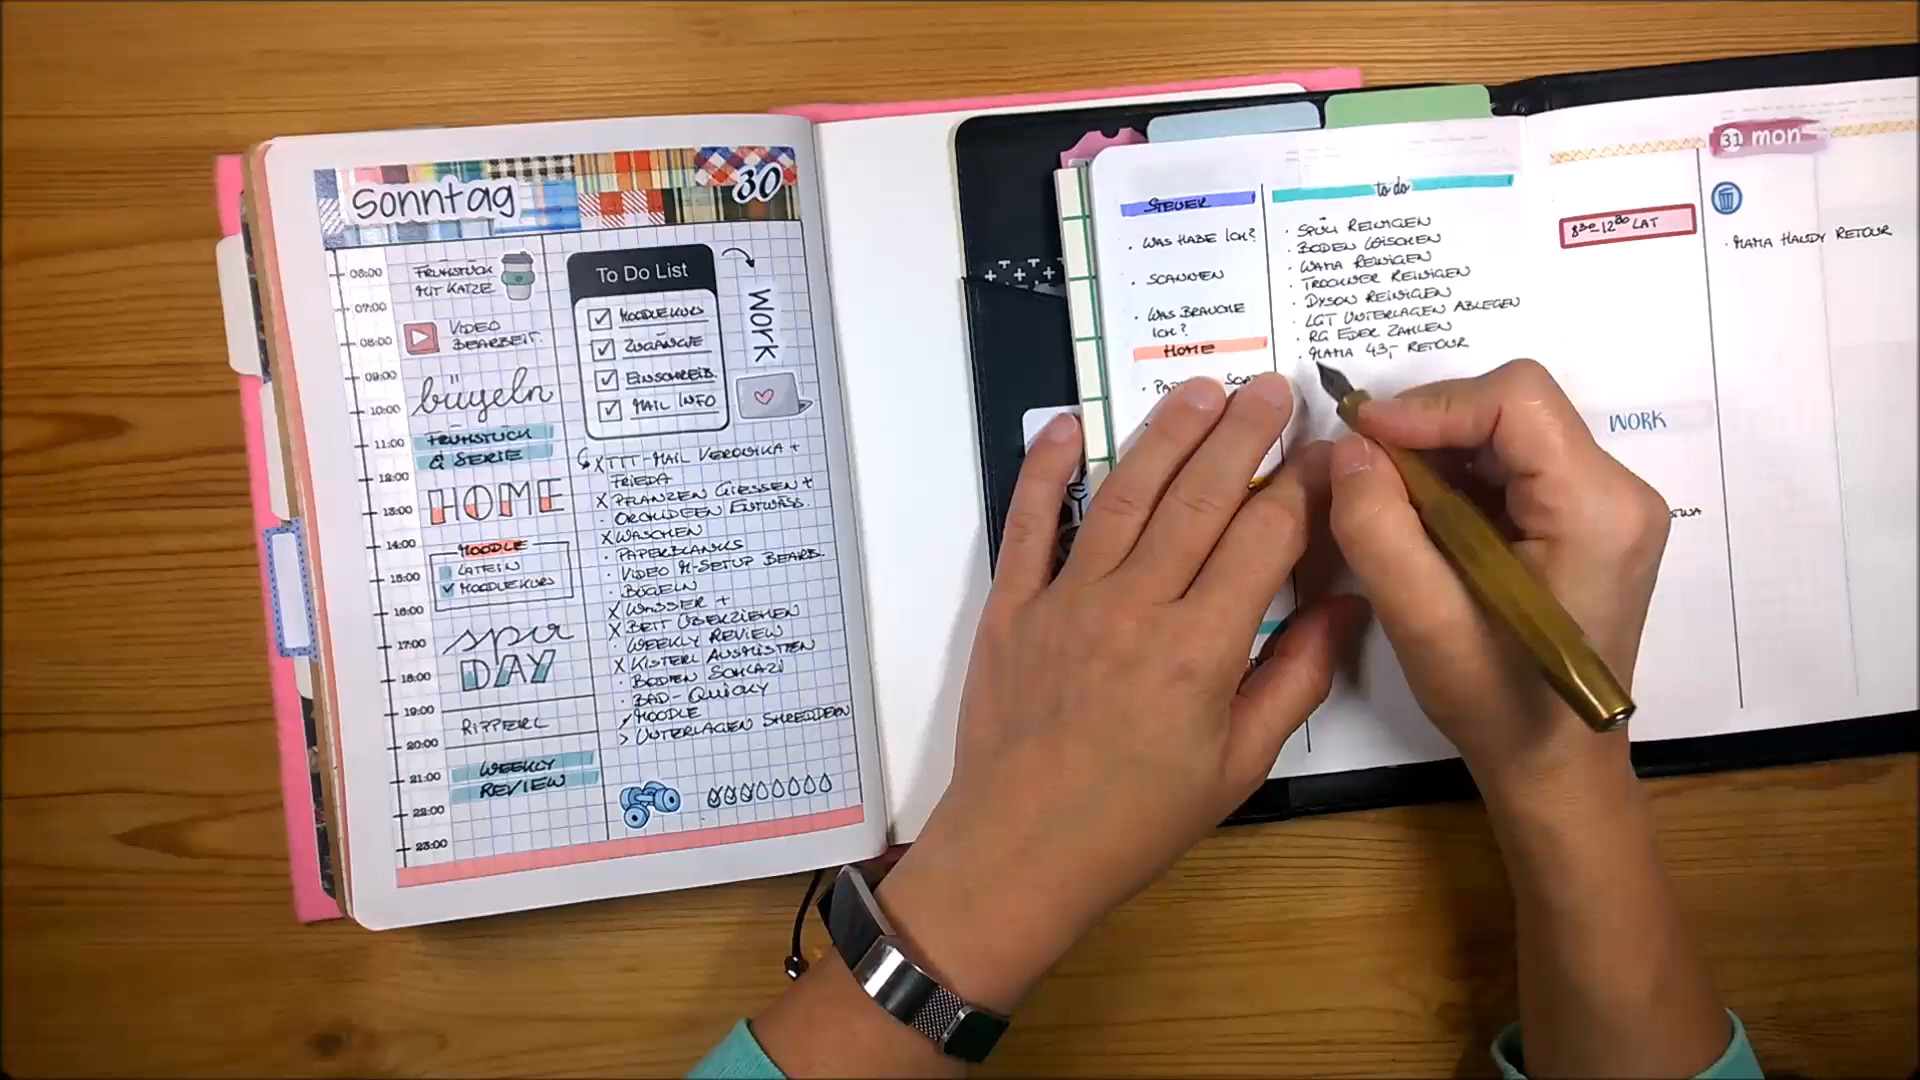 Sonntag
30
06:00
07:00
08:00
09:00
10:00
11:00
12:00
13:00
14:00
15:00
16:00
17:00
18:00
19:00
20:00
21:00
22:00
23:00
FRÜHSTÜCK
MIT KATZE
VIDEO
BEARBEIT.
bügeln
FRÜHSTÜCK
& SERIE
HOME
MOODLE
LATEIN
MOODLEKURS
spa
DAY
RIPPERL
WEEKLY
REVIEW
To Do List
MOODLEKURS
ZUGÄNGE
EINSCHREIB.
MAIL INFO
WORK
X TTT-MAIL VERONIKA +
FRIEDA
X PFLANZEN GIESSEN +
· ORCHIDEEN ENTWÄSS.
X WASCHEN
· PAPERBLANKS
· VIDEO M-SETUP BEARB.
· BÜGELN
X WASSER +
X BETT ÜBERZIEHEN
· WEEKLY REVIEW
X KISTERL AUSMISTEN
· BODEN SCHLAZI
· BAD-QUICKY
MOODLE
> UNTERLAGEN SHREDDERN
STEUER
· WAS HABE ICH?
· SCANNEN
· WAS BRAUCHE
ICH?
HOME
to do
· SPÜLI REINIGEN
· BODEN WISCHEN
· WAMA REINIGEN
· TROCKNER REINIGEN
· DYSON REINIGEN
· LGT UNTERLAGEN ABLEGEN
· RG EDER ZAHLEN
· MAMA 43,- RETOUR
31 mon
8³⁰-12⁰⁰ LAT
WORK
· MAMA HANDY RETOUR